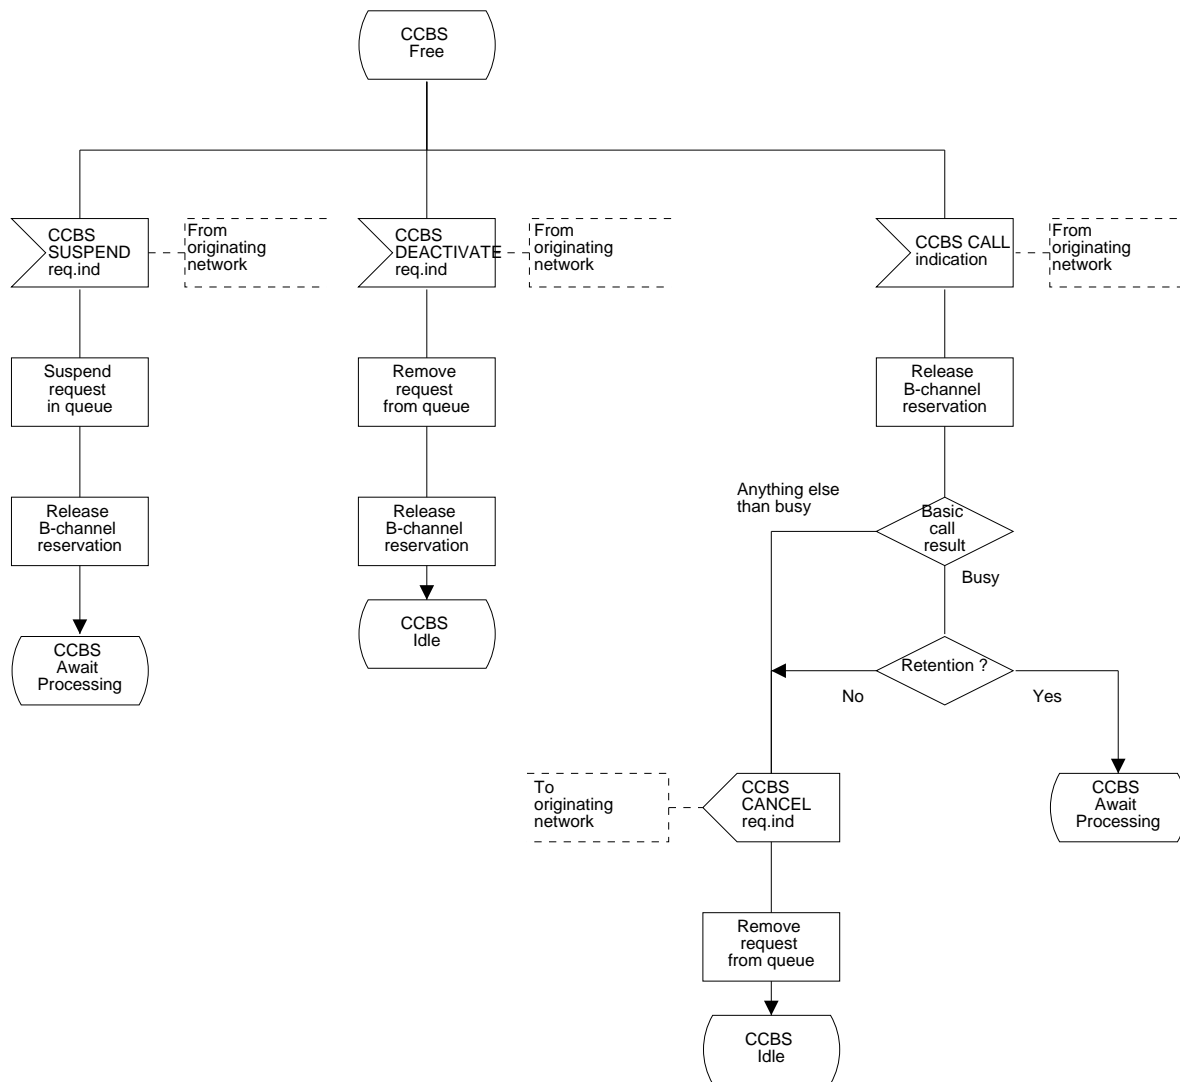 CCBS
Free
CCBS
SUSPEND
req.ind
From
originating
network
CCBS
DEACTIVATE
req.ind
From
originating
network
CCBS CALL
indication
From
originating
network
Suspend
request
in queue
Remove
request
from queue
Release
B-channel
reservation
Release
B-channel
reservation
Release
B-channel
reservation
Anything else
than busy
Basic
call
result
Busy
CCBS
Await
Processing
CCBS
Idle
Retention ?
No
Yes
To
originating
network
CCBS
CANCEL
req.ind
CCBS
Await
Processing
Remove
request
from queue
CCBS
Idle